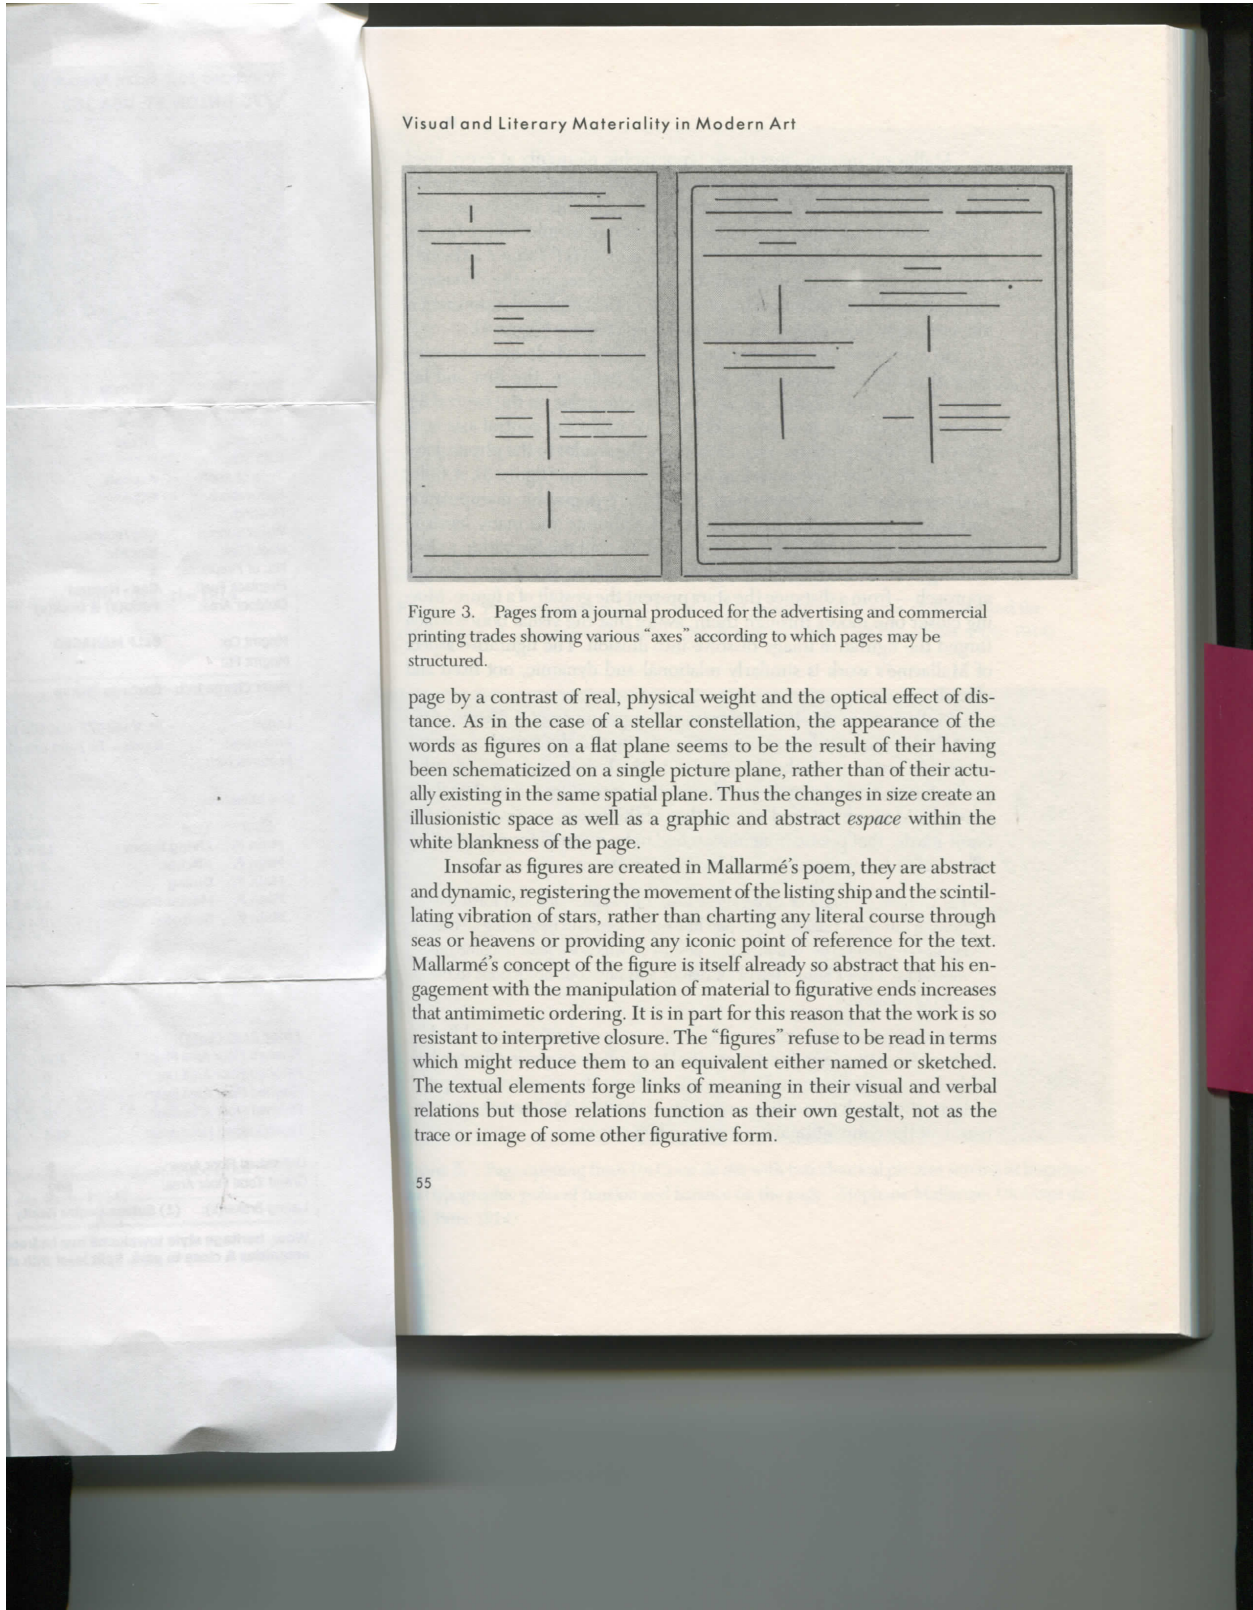 Visual and Literary Materiality in Modern Art
Figure 3. Pages from a journal produced for the advertising and commercial
printing trades showing various “axes” according to which pages may be
structured.
page by a contrast of real, physical weight and the optical effect of dis-
tance. As in the case of a stellar constellation, the appearance of the
words as figures on a flat plane seems to be the result of their having
been schematicized on a single picture plane, rather than of their actu-
ally existing in the same spatial plane. Thus the changes in size create an
illusionistic space as well as a graphic and abstract espace within the
white blankness of the page.
Insofar as figures are created in Mallarmé’s poem, they are abstract
and dynamic, registering the movement of the listing ship and the scintil-
lating vibration of stars, rather than charting any literal course through
seas or heavens or providing any iconic point of reference for the text.
Mallarmé’s concept of the figure is itself already so abstract that his en-
gagement with the manipulation of material to figurative ends increases
that antimimetic ordering. It is in part for this reason that the work is so
resistant to interpretive closure. The “figures” refuse to be read in terms
which might reduce them to an equivalent either named or sketched.
The textual elements forge links of meaning in their visual and verbal
relations but those relations function as their own gestalt, not as the
trace or image of some other figurative form.
55